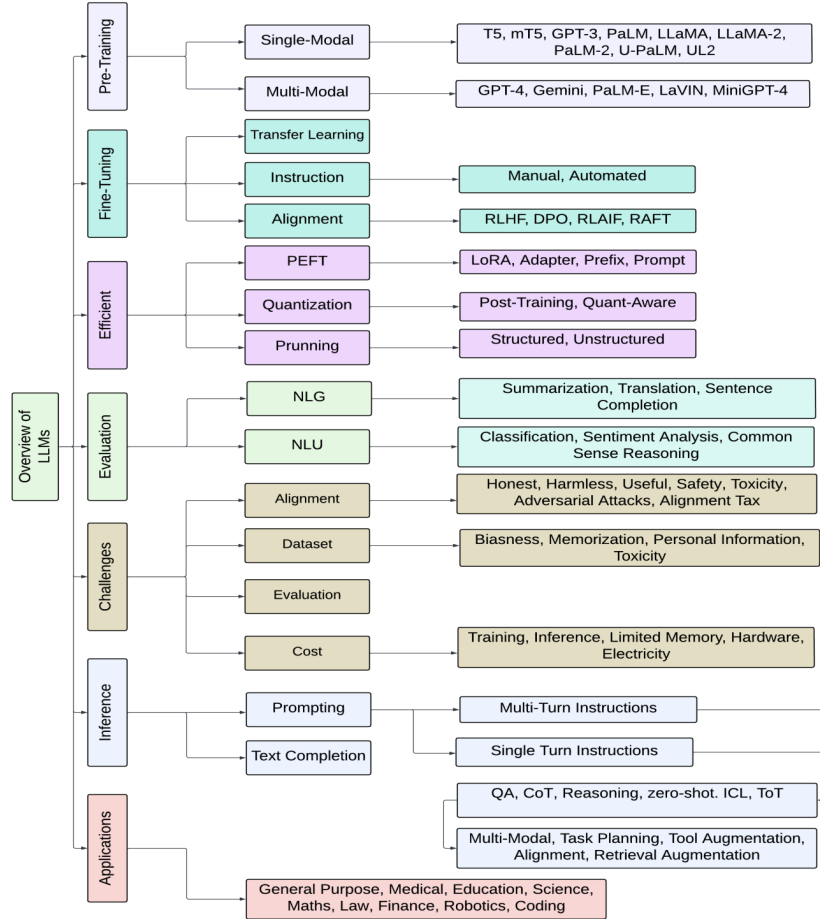 Overview of
LLMs
Pre-Training
Single-Modal
T5, mT5, GPT-3, PaLM, LLaMA, LLaMA-2,
PaLM-2, U-PaLM, UL2
Multi-Modal
GPT-4, Gemini, PaLM-E, LaVIN, MiniGPT-4
Fine-Tuning
Transfer Learning
Instruction
Manual, Automated
Alignment
RLHF, DPO, RLAIF, RAFT
Efficient
PEFT
LoRA, Adapter, Prefix, Prompt
Quantization
Post-Training, Quant-Aware
Prunning
Structured, Unstructured
Evaluation
NLG
Summarization, Translation, Sentence
Completion
NLU
Classification, Sentiment Analysis, Common
Sense Reasoning
Challenges
Alignment
Honest, Harmless, Useful, Safety, Toxicity,
Adversarial Attacks, Alignment Tax
Dataset
Biasness, Memorization, Personal Information,
Toxicity
Evaluation
Cost
Training, Inference, Limited Memory, Hardware,
Electricity
Inference
Prompting
Multi-Turn Instructions
Single Turn Instructions
Text Completion
QA, CoT, Reasoning, zero-shot. ICL, ToT
Multi-Modal, Task Planning, Tool Augmentation,
Alignment, Retrieval Augmentation
Applications
General Purpose, Medical, Education, Science,
Maths, Law, Finance, Robotics, Coding